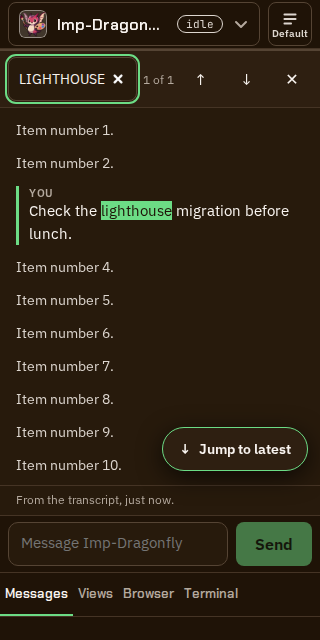 Imp-Dragon...
idle
Default
LIGHTHOUSE
1 of 1
Item number 1.
Item number 2.
YOU
Check the lighthouse migration before
lunch.
Item number 4.
Item number 5.
Item number 6.
Item number 7.
Item number 8.
Item number 9.
Item number 10.
Jump to latest
From the transcript, just now.
Message Imp-Dragonfly
Send
Messages Views Browser Terminal